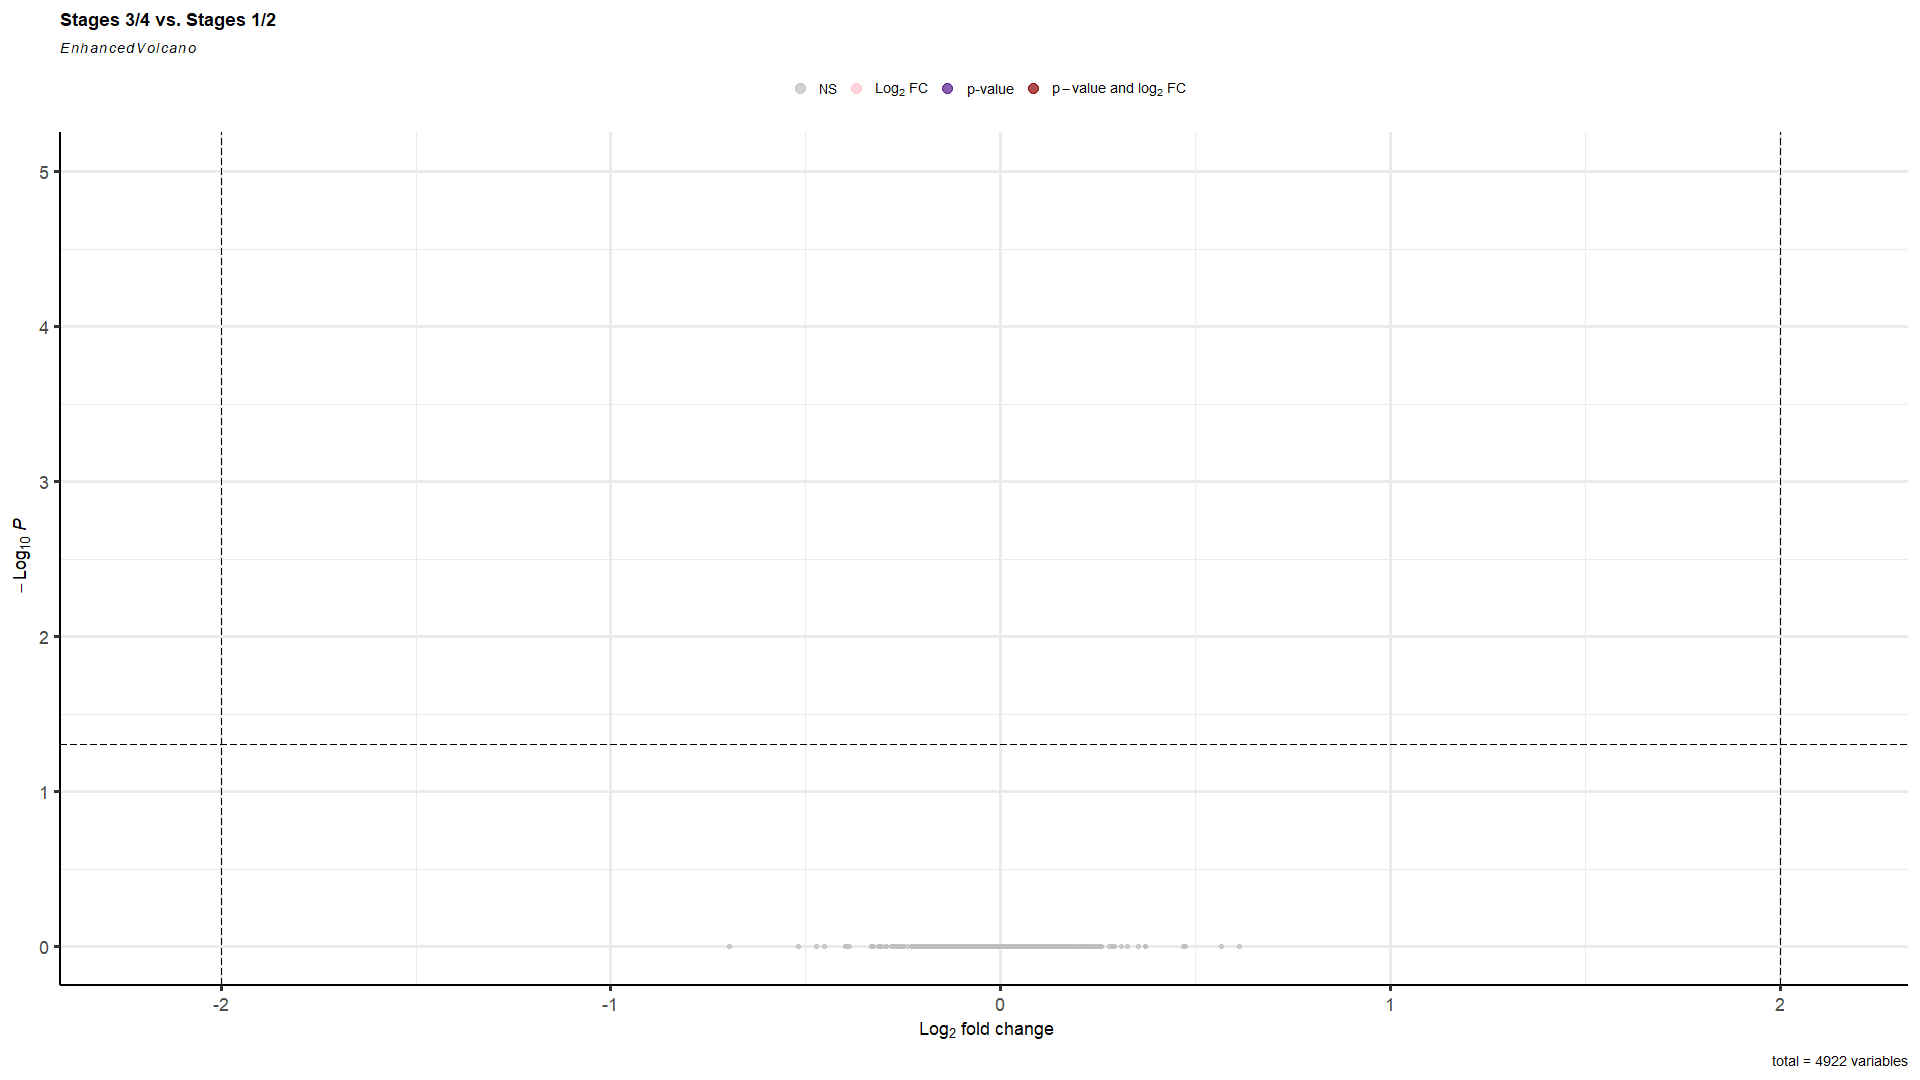 Stages 3/4 vs. Stages 1/2
EnhancedVolcano
NS Log₂ FC p-value p−value and log₂ FC
5
4
3
2
1
0
−Log₁₀ P
-2 -1 0 1 2
Log₂ fold change
total = 4922 variables